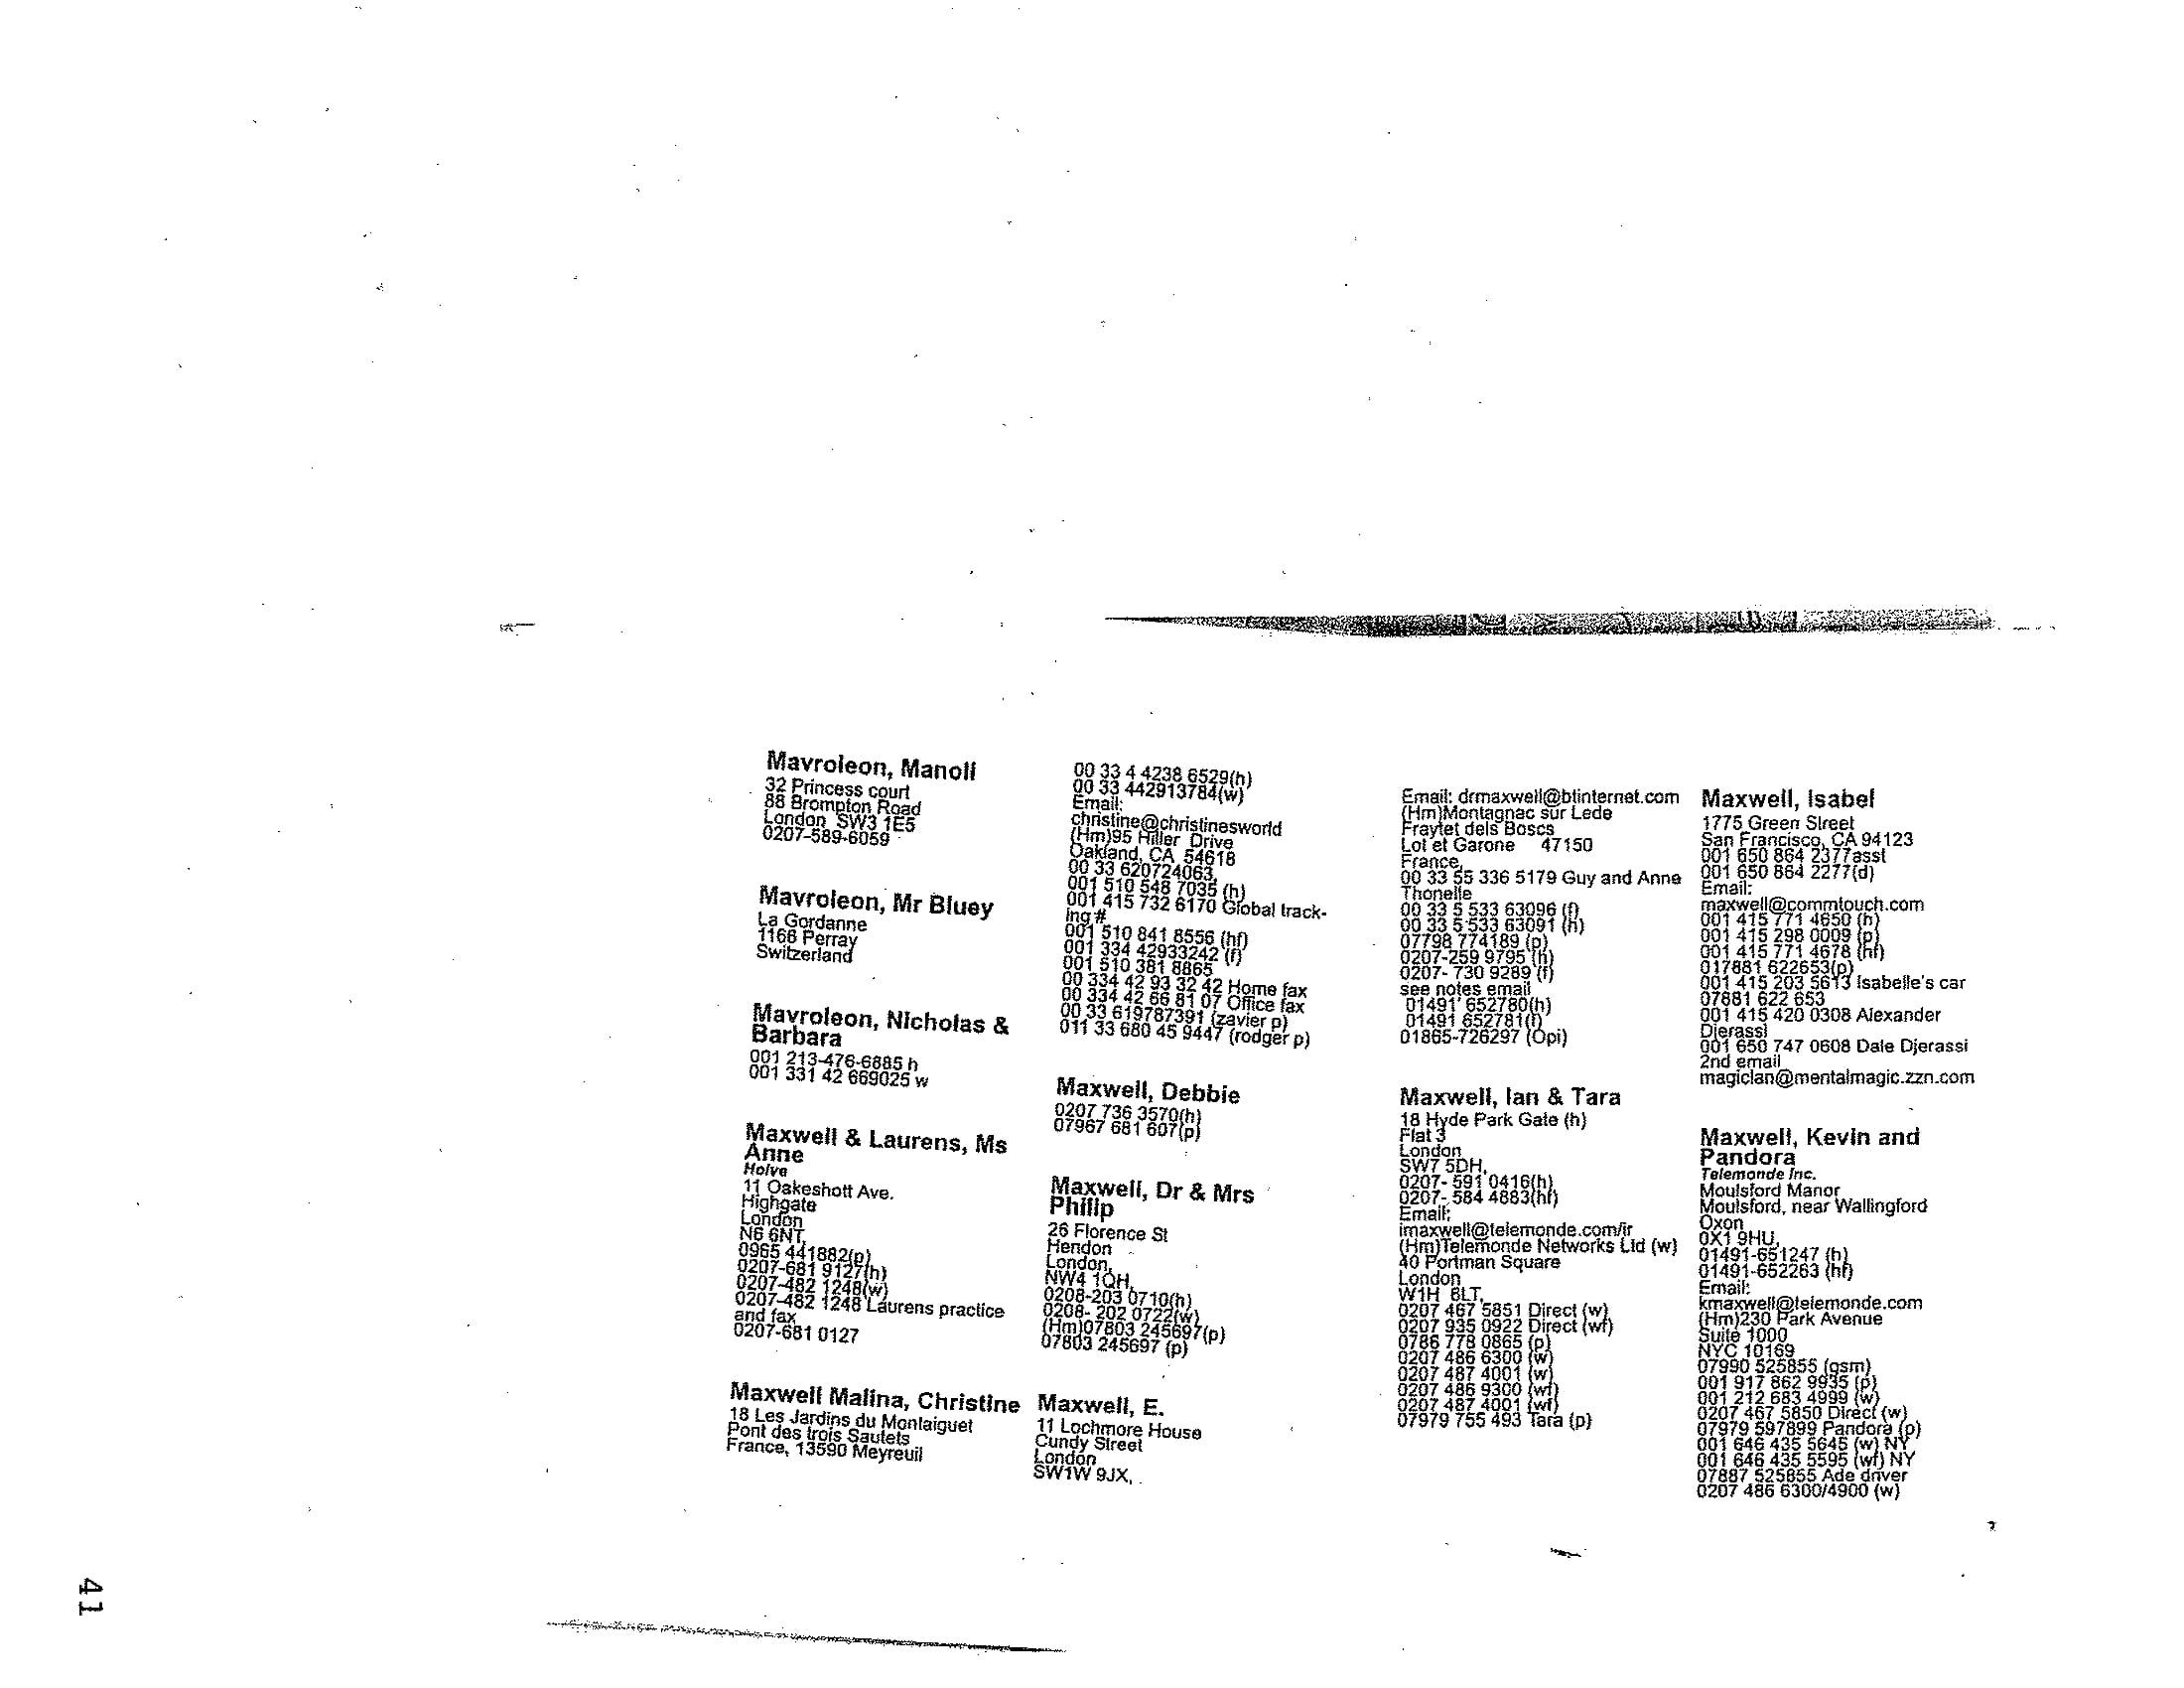 Mavroleon, Manoli
32 Princess court
88 Brompton Road
London SW3 1E5
0207-589-6059
Mavroleon, Mr Bluey
La Gordanne
1168 Perray
Switzerland
Mavroleon, Nicholas &
Barbara
001 213-476-6885 h
001 331 42 669025 w
Maxwell & Laurens, Ms
Anne
Holve
11 Oakeshott Ave.
Highgate
London
N6 6NT,
0965 441882(p)
0207-681 9127(h)
0207-482 1248(w)
0207-482 1248 Laurens practice
and fax
0207-681 0127
Maxwell Malina, Christine
18 Les Jardins du Montaiguet
Pont des trois Sautets
France, 13590 Meyreuil
00 33 4 4238 6529(h)
00 33 442913784(w)
Email:
christine@christinesworld
(Hm)95 Hiller Drive
Oakland, CA 54618
00 33 620724063,
001 510 548 7035 (h)
001 415 732 6170 Global track-
ing #
001 510 841 8556 (hf)
001 334 42933242 (f)
001 510 381 8865
00 334 42 93 32 42 Home fax
00 334 42 66 81 07 Office fax
00 33 619787391 (zavier p)
011 33 680 45 9447 (rodger p)
Maxwell, Debbie
0207 736 3570(h)
07967 681 607(p)
Maxwell, Dr & Mrs
Philip
26 Florence St
Hendon
London,
NW4 1QH,
0208-203 0710(h)
0208- 202 0722(w)
(Hm)07803 245697(p)
07803 245697 (p)
Maxwell, E.
11 Lochmore House
Cundy Street
London
SW1W 9JX,
Email: drmaxwell@btinternet.com
(Hm)Montagnac sur Lede
Fraytet dels Boscs
Lot et Garone 47150
France,
00 33 55 336 5179 Guy and Anne
Thonelle
00 33 5 533 63096 (f)
00 33 5 533 63091 (h)
07798 774189 (p)
0207-259 9795 (h)
0207- 730 9289 (f)
see notes email
01491 652780(h)
01491 652781(f)
01865-726297 (Opi)
Maxwell, Ian & Tara
18 Hyde Park Gate (h)
Flat 3
London
SW7 5DH,
0207- 591 0416(h)
0207- 584 4883(hf)
Email:
imaxwell@telemonde.com/ir
(Hm)Telemonde Networks Ltd (w)
40 Portman Square
London
W1H 6LT,
0207 467 5851 Direct (w)
0207 935 0922 Direct (wf)
0786 778 0865 (p)
0207 486 6300 (w)
0207 487 4001 (w)
0207 486 9300 (wf)
0207 487 4001 (wf)
07979 755 493 Tara (p)
Maxwell, Isabel
1775 Green Street
San Francisco, CA 94123
001 650 864 2377asst
001 650 864 2277(d)
Email:
maxwell@commtouch.com
001 415 771 4650 (h)
001 415 298 0009 (p)
001 415 771 4678 (hf)
017881 622653(p)
001 415 203 5613 Isabelle's car
07881 622 653
001 415 420 0308 Alexander
Djerassi
001 650 747 0608 Dale Djerassi
2nd email
magician@mentalmagic.zzn.com
Maxwell, Kevin and
Pandora
Telemonde Inc.
Moulsford Manor
Moulsford, near Wallingford
Oxon
OX1 9HU,
01491-651247 (h)
01491-652263 (hf)
Email:
kmaxwell@telemonde.com
(Hm)230 Park Avenue
Suite 1000
NYC 10169
07990 525855 (gsm)
001 917 862 9935 (p)
001 212 683 4999 (w)
0207 467 5850 Direct (w)
07979 597899 Pandora (p)
001 646 435 5645 (w) NY
001 646 435 5595 (wf) NY
07887 525855 Ade driver
0207 486 6300/4900 (w)
41